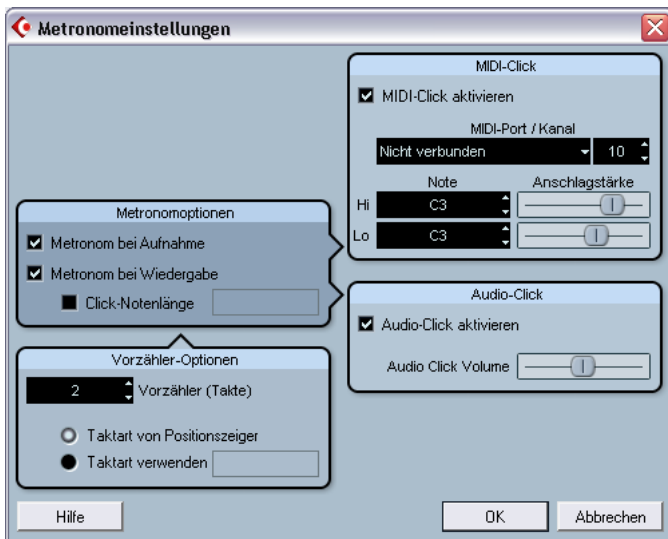 Metronomeinstellungen
MIDI-Click
MIDI-Click aktivieren
MIDI-Port / Kanal
Nicht verbunden 10
Note Anschlagstärke
Hi C3
Lo C3
Metronomoptionen
Metronom bei Aufnahme
Metronom bei Wiedergabe
Click-Notenlänge
Audio-Click
Audio-Click aktivieren
Audio Click Volume
Vorzähler-Optionen
2 Vorzähler (Takte)
Taktart von Positionszeiger
Taktart verwenden
Hilfe OK Abbrechen